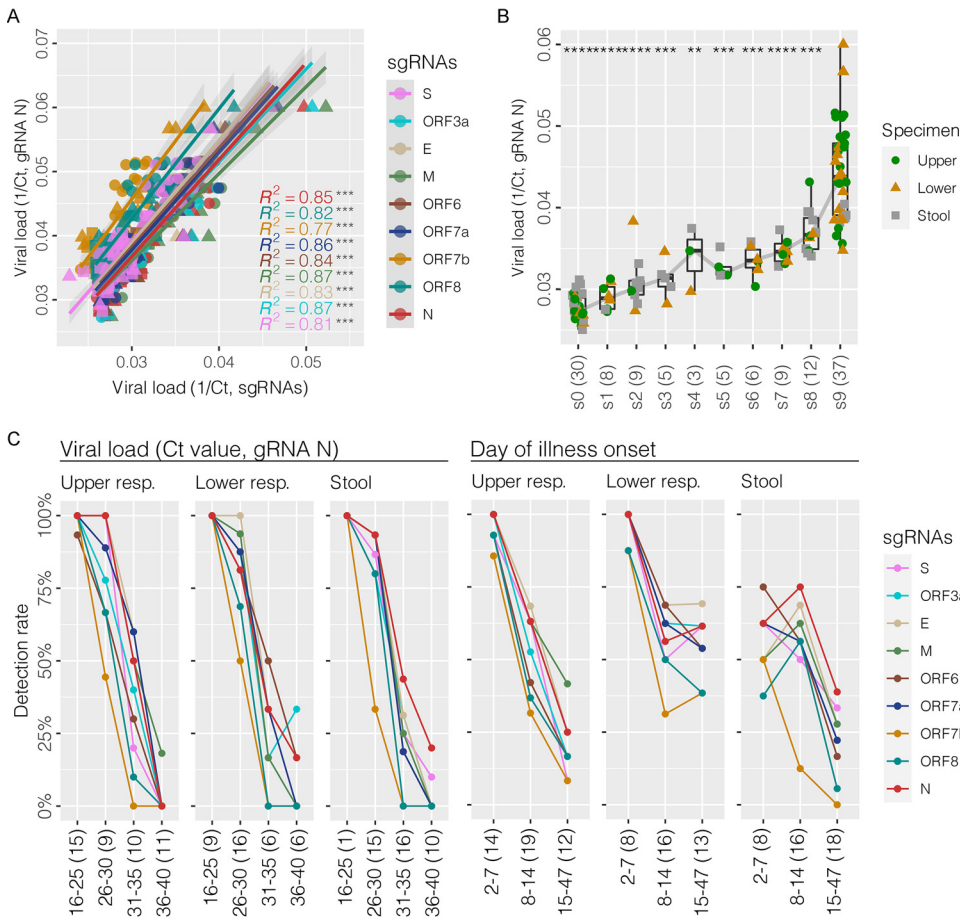 A
Viral load (1/Ct, gRNA N)
0.07
0.06
0.05
0.04
0.03
R² = 0.85 ***
R² = 0.82 ***
R² = 0.77 ***
R² = 0.86 ***
R² = 0.84 ***
R² = 0.87 ***
R² = 0.83 ***
R² = 0.87 ***
R² = 0.81 ***
0.03 0.04 0.05
Viral load (1/Ct, sgRNAs)
sgRNAs
S
ORF3a
E
M
ORF6
ORF7a
ORF7b
ORF8
N
B
Viral load (1/Ct, gRNA N)
0.06
0.05
0.04
0.03
**** **** **** *** ** *** *** **** ***
s0 (30)
s1 (8)
s2 (9)
s3 (5)
s4 (3)
s5 (5)
s6 (6)
s7 (9)
s8 (12)
s9 (37)
Specimen
Upper
Lower
Stool
C
Viral load (Ct value, gRNA N)
Upper resp. Lower resp. Stool
Detection rate
100%
75%
50%
25%
0%
16-25 (15)
26-30 (9)
31-35 (10)
36-40 (11)
16-25 (9)
26-30 (16)
31-35 (6)
36-40 (6)
16-25 (1)
26-30 (15)
31-35 (16)
36-40 (10)
Day of illness onset
Upper resp. Lower resp. Stool
2-7 (14)
8-14 (19)
15-47 (12)
2-7 (8)
8-14 (16)
15-47 (13)
2-7 (8)
8-14 (16)
15-47 (18)
sgRNAs
S
ORF3a
E
M
ORF6
ORF7a
ORF7b
ORF8
N